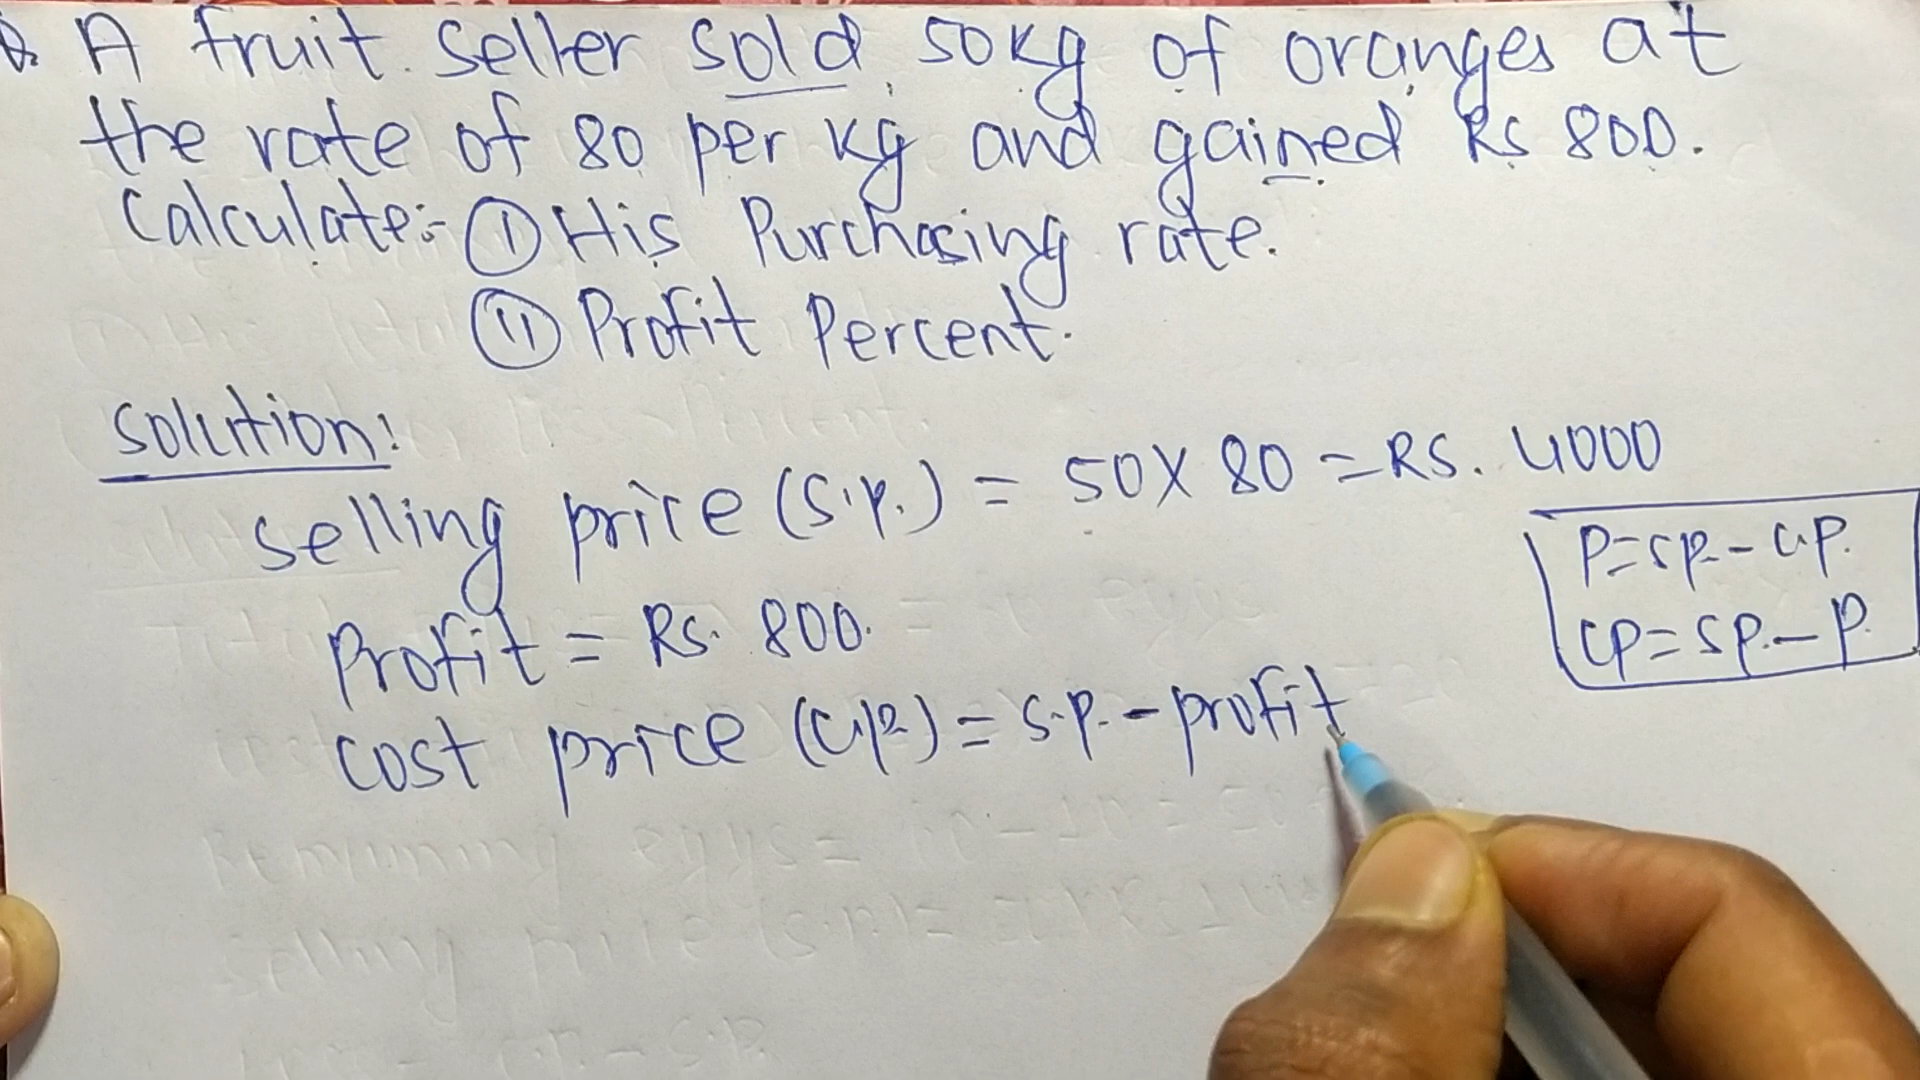 Q. A fruit seller sold 50kg of oranges at
the rate of 80 per kg and gained Rs 800.
Calculate:- (I) His Purchasing rate.
(II) Profit Percent.
Solution:
Selling price (S.P.) = 50 X 80 = RS. 4000
P=SP-C.P.
Profit = Rs. 800.
CP=SP.-P.
Cost price (C.P.) = S.P. - profit